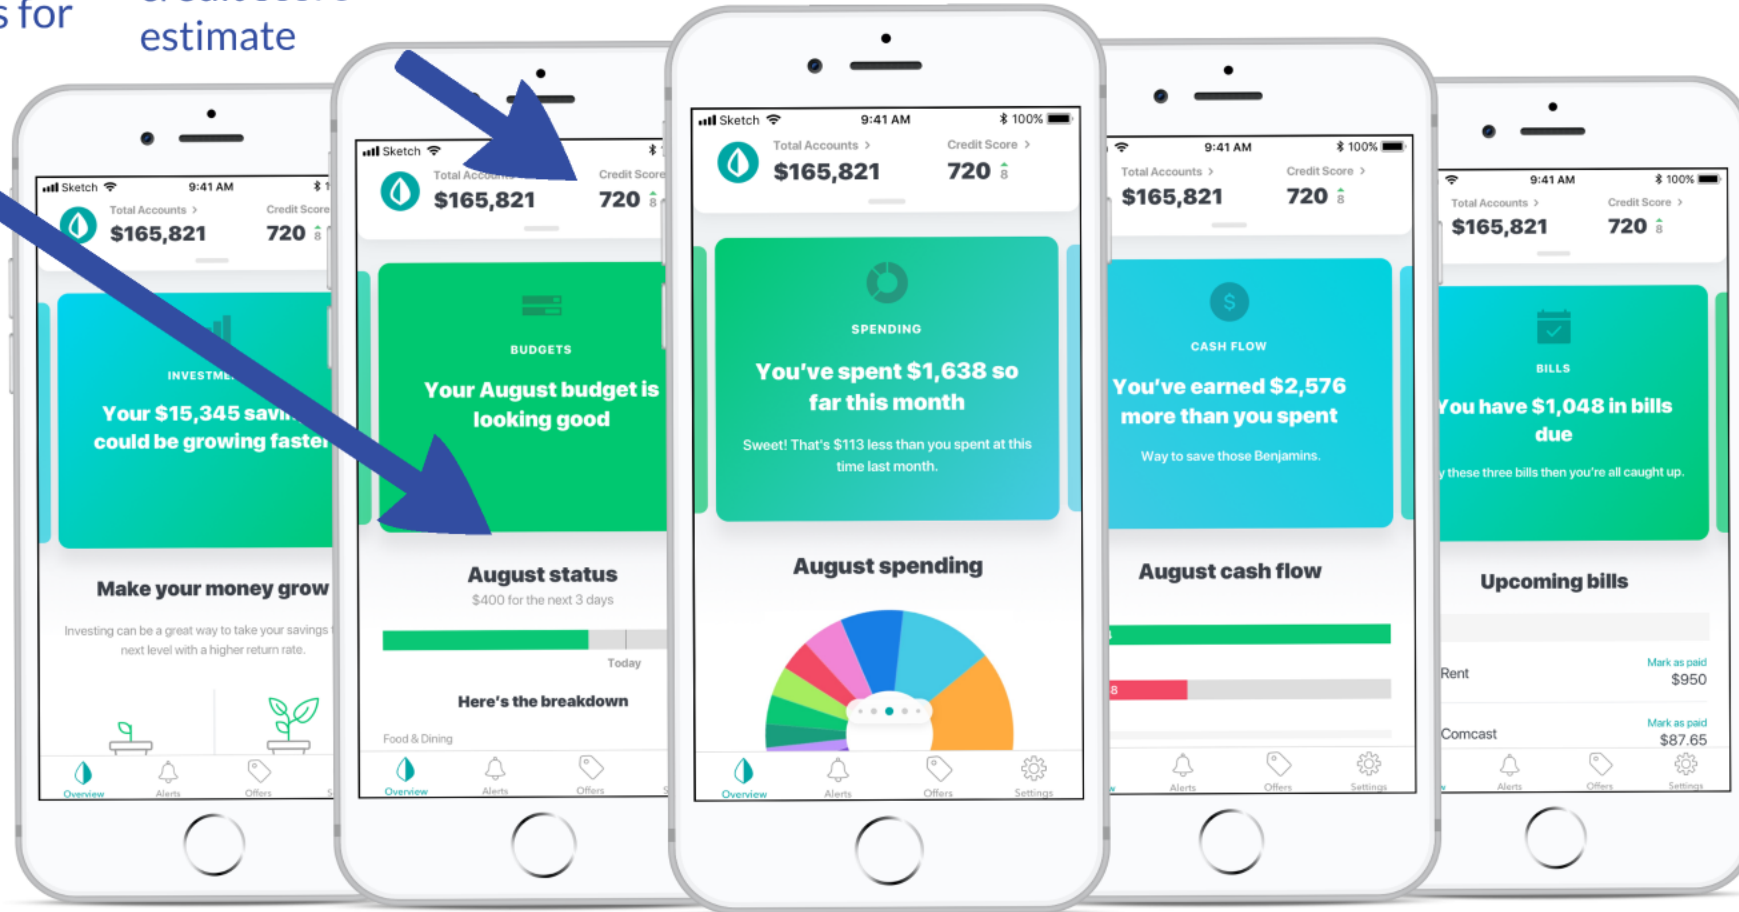 s for
estimate
Sketch
9:41 AM
Total Accounts >
Credit Score
$165,821
720
8
Your $15,345
could be growing faster
Make your money grow
Investing can be a great way to take your savings
next level with a higher return rate.
Overview
Alerts
Offers
Sketch
Credit Score
$165,821
720
8
BUDGETS
Your August budget is
looking good
August status
$400 for the next 3 days
Today
Here's the breakdown
Food & Dining
Overview
Alerts
Offers
Sketch
9:41 AM
100%
Total Accounts >
Credit Score >
$165,821
720
8
SPENDING
You've spent $1,638 so
far this month
Sweet! That's $113 less than you spent at this
time last month.
August spending
Overview
Alerts
Offers
Settings
9:41 AM
100%
Total Accounts >
Credit Score >
$165,821
720
8
$
CASH FLOW
You've earned $2,576
more than you spent
Way to save those Benjamins.
August cash flow
8
Alerts
Offers
Settings
9:41 AM
100%
Total Accounts >
Credit Score >
$165,821
720
8
BILLS
You have $1,048 in bills
due
these three bills then you're all caught up.
Upcoming bills
Mark as paid
Rent
$950
Mark as paid
Comcast
$87.65
Alerts
Offers
Settings